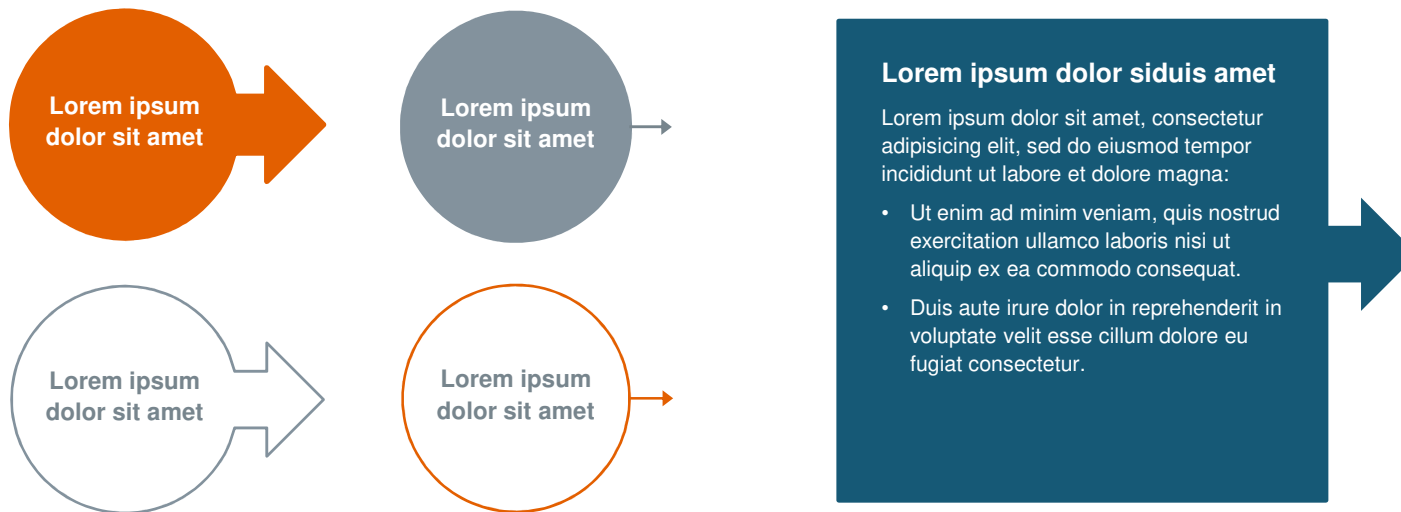 Lorem ipsum
dolor sit amet
Lorem ipsum
dolor sit amet
Lorem ipsum
dolor sit amet
Lorem ipsum
dolor sit amet
Lorem ipsum dolor siduis amet
Lorem ipsum dolor sit amet, consectetur
adipisicing elit, sed do eiusmod tempor
incididunt ut labore et dolore magna:
• Ut enim ad minim veniam, quis nostrud
exercitation ullamco laboris nisi ut
aliquip ex ea commodo consequat.
• Duis aute irure dolor in reprehenderit in
voluptate velit esse cillum dolore eu
fugiat consectetur.